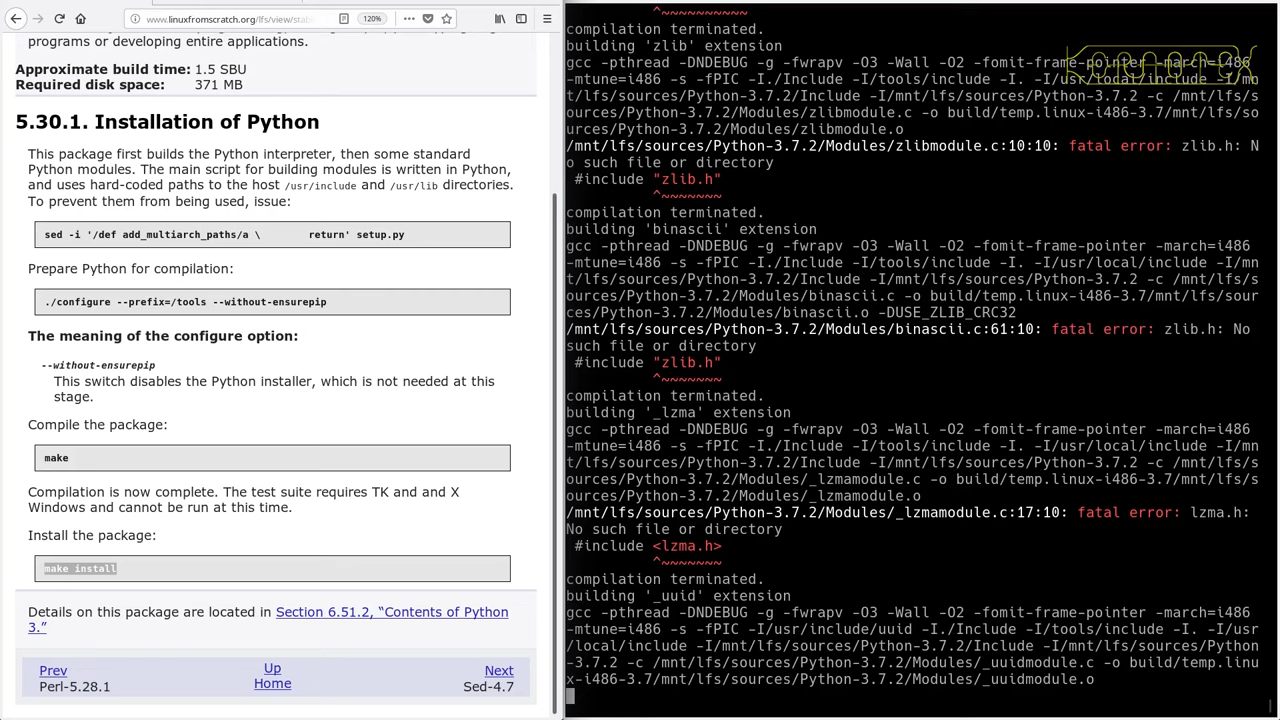 www.linuxfromscratch.org/lfs/view/stab
120%
programs or developing entire applications.
Approximate build time: 1.5 SBU
Required disk space: 371 MB
5.30.1. Installation of Python
This package first builds the Python interpreter, then some standard
Python modules. The main script for building modules is written in Python,
and uses hard-coded paths to the host /usr/include and /usr/lib directories.
To prevent them from being used, issue:
sed -i '/def add_multiarch_paths/a \        return' setup.py
Prepare Python for compilation:
./configure --prefix=/tools --without-ensurepip
The meaning of the configure option:
--without-ensurepip
This switch disables the Python installer, which is not needed at this
stage.
Compile the package:
make
Compilation is now complete. The test suite requires TK and and X
Windows and cannot be run at this time.
Install the package:
make install
Details on this package are located in Section 6.51.2, “Contents of Python
3.”
Prev Up Next
Perl-5.28.1 Home Sed-4.7
^~~~~~~~~~~
compilation terminated.
building 'zlib' extension
gcc -pthread -DNDEBUG -g -fwrapv -O3 -Wall -O2 -fomit-frame-pointer -march=i486
-mtune=i486 -s -fPIC -I./Include -I/tools/include -I. -I/usr/local/include -I/mn
t/lfs/sources/Python-3.7.2/Include -I/mnt/lfs/sources/Python-3.7.2 -c /mnt/lfs/s
ources/Python-3.7.2/Modules/zlibmodule.c -o build/temp.linux-i486-3.7/mnt/lfs/so
urces/Python-3.7.2/Modules/zlibmodule.o
/mnt/lfs/sources/Python-3.7.2/Modules/zlibmodule.c:10:10: fatal error: zlib.h: N
o such file or directory
#include "zlib.h"
^~~~~~~~
compilation terminated.
building 'binascii' extension
gcc -pthread -DNDEBUG -g -fwrapv -O3 -Wall -O2 -fomit-frame-pointer -march=i486
-mtune=i486 -s -fPIC -I./Include -I/tools/include -I. -I/usr/local/include -I/mn
t/lfs/sources/Python-3.7.2/Include -I/mnt/lfs/sources/Python-3.7.2 -c /mnt/lfs/s
ources/Python-3.7.2/Modules/binascii.c -o build/temp.linux-i486-3.7/mnt/lfs/sour
ces/Python-3.7.2/Modules/binascii.o -DUSE_ZLIB_CRC32
/mnt/lfs/sources/Python-3.7.2/Modules/binascii.c:61:10: fatal error: zlib.h: No
such file or directory
#include "zlib.h"
^~~~~~~~
compilation terminated.
building '_lzma' extension
gcc -pthread -DNDEBUG -g -fwrapv -O3 -Wall -O2 -fomit-frame-pointer -march=i486
-mtune=i486 -s -fPIC -I./Include -I/tools/include -I. -I/usr/local/include -I/mn
t/lfs/sources/Python-3.7.2/Include -I/mnt/lfs/sources/Python-3.7.2 -c /mnt/lfs/s
ources/Python-3.7.2/Modules/_lzmamodule.c -o build/temp.linux-i486-3.7/mnt/lfs/s
ources/Python-3.7.2/Modules/_lzmamodule.o
/mnt/lfs/sources/Python-3.7.2/Modules/_lzmamodule.c:17:10: fatal error: lzma.h:
No such file or directory
#include <lzma.h>
^~~~~~~~
compilation terminated.
building '_uuid' extension
gcc -pthread -DNDEBUG -g -fwrapv -O3 -Wall -O2 -fomit-frame-pointer -march=i486
-mtune=i486 -s -fPIC -I/usr/include/uuid -I./Include -I/tools/include -I. -I/usr
/local/include -I/mnt/lfs/sources/Python-3.7.2/Include -I/mnt/lfs/sources/Python
-3.7.2 -c /mnt/lfs/sources/Python-3.7.2/Modules/_uuidmodule.c -o build/temp.linu
x-i486-3.7/mnt/lfs/sources/Python-3.7.2/Modules/_uuidmodule.o